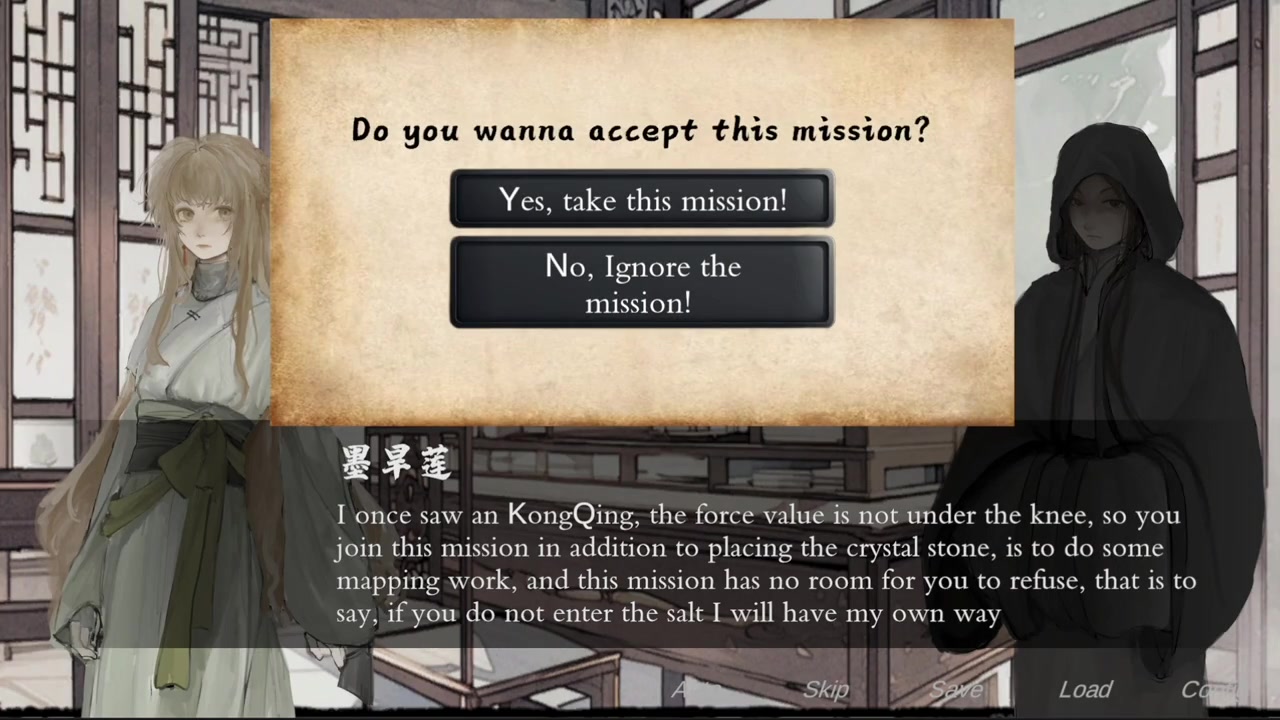 Do you wanna accept this mission?
Yes, take this mission!
No, Ignore the
mission!
墨旱莲
I once saw an KongQing, the force value is not under the knee, so you
join this mission in addition to placing the crystal stone, is to do some
mapping work, and this mission has no room for you to refuse, that is to
say, if you do not enter the salt I will have my own way
Skip Save Load